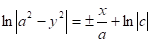 ln|a² − y²| = ± x/a + ln|c|